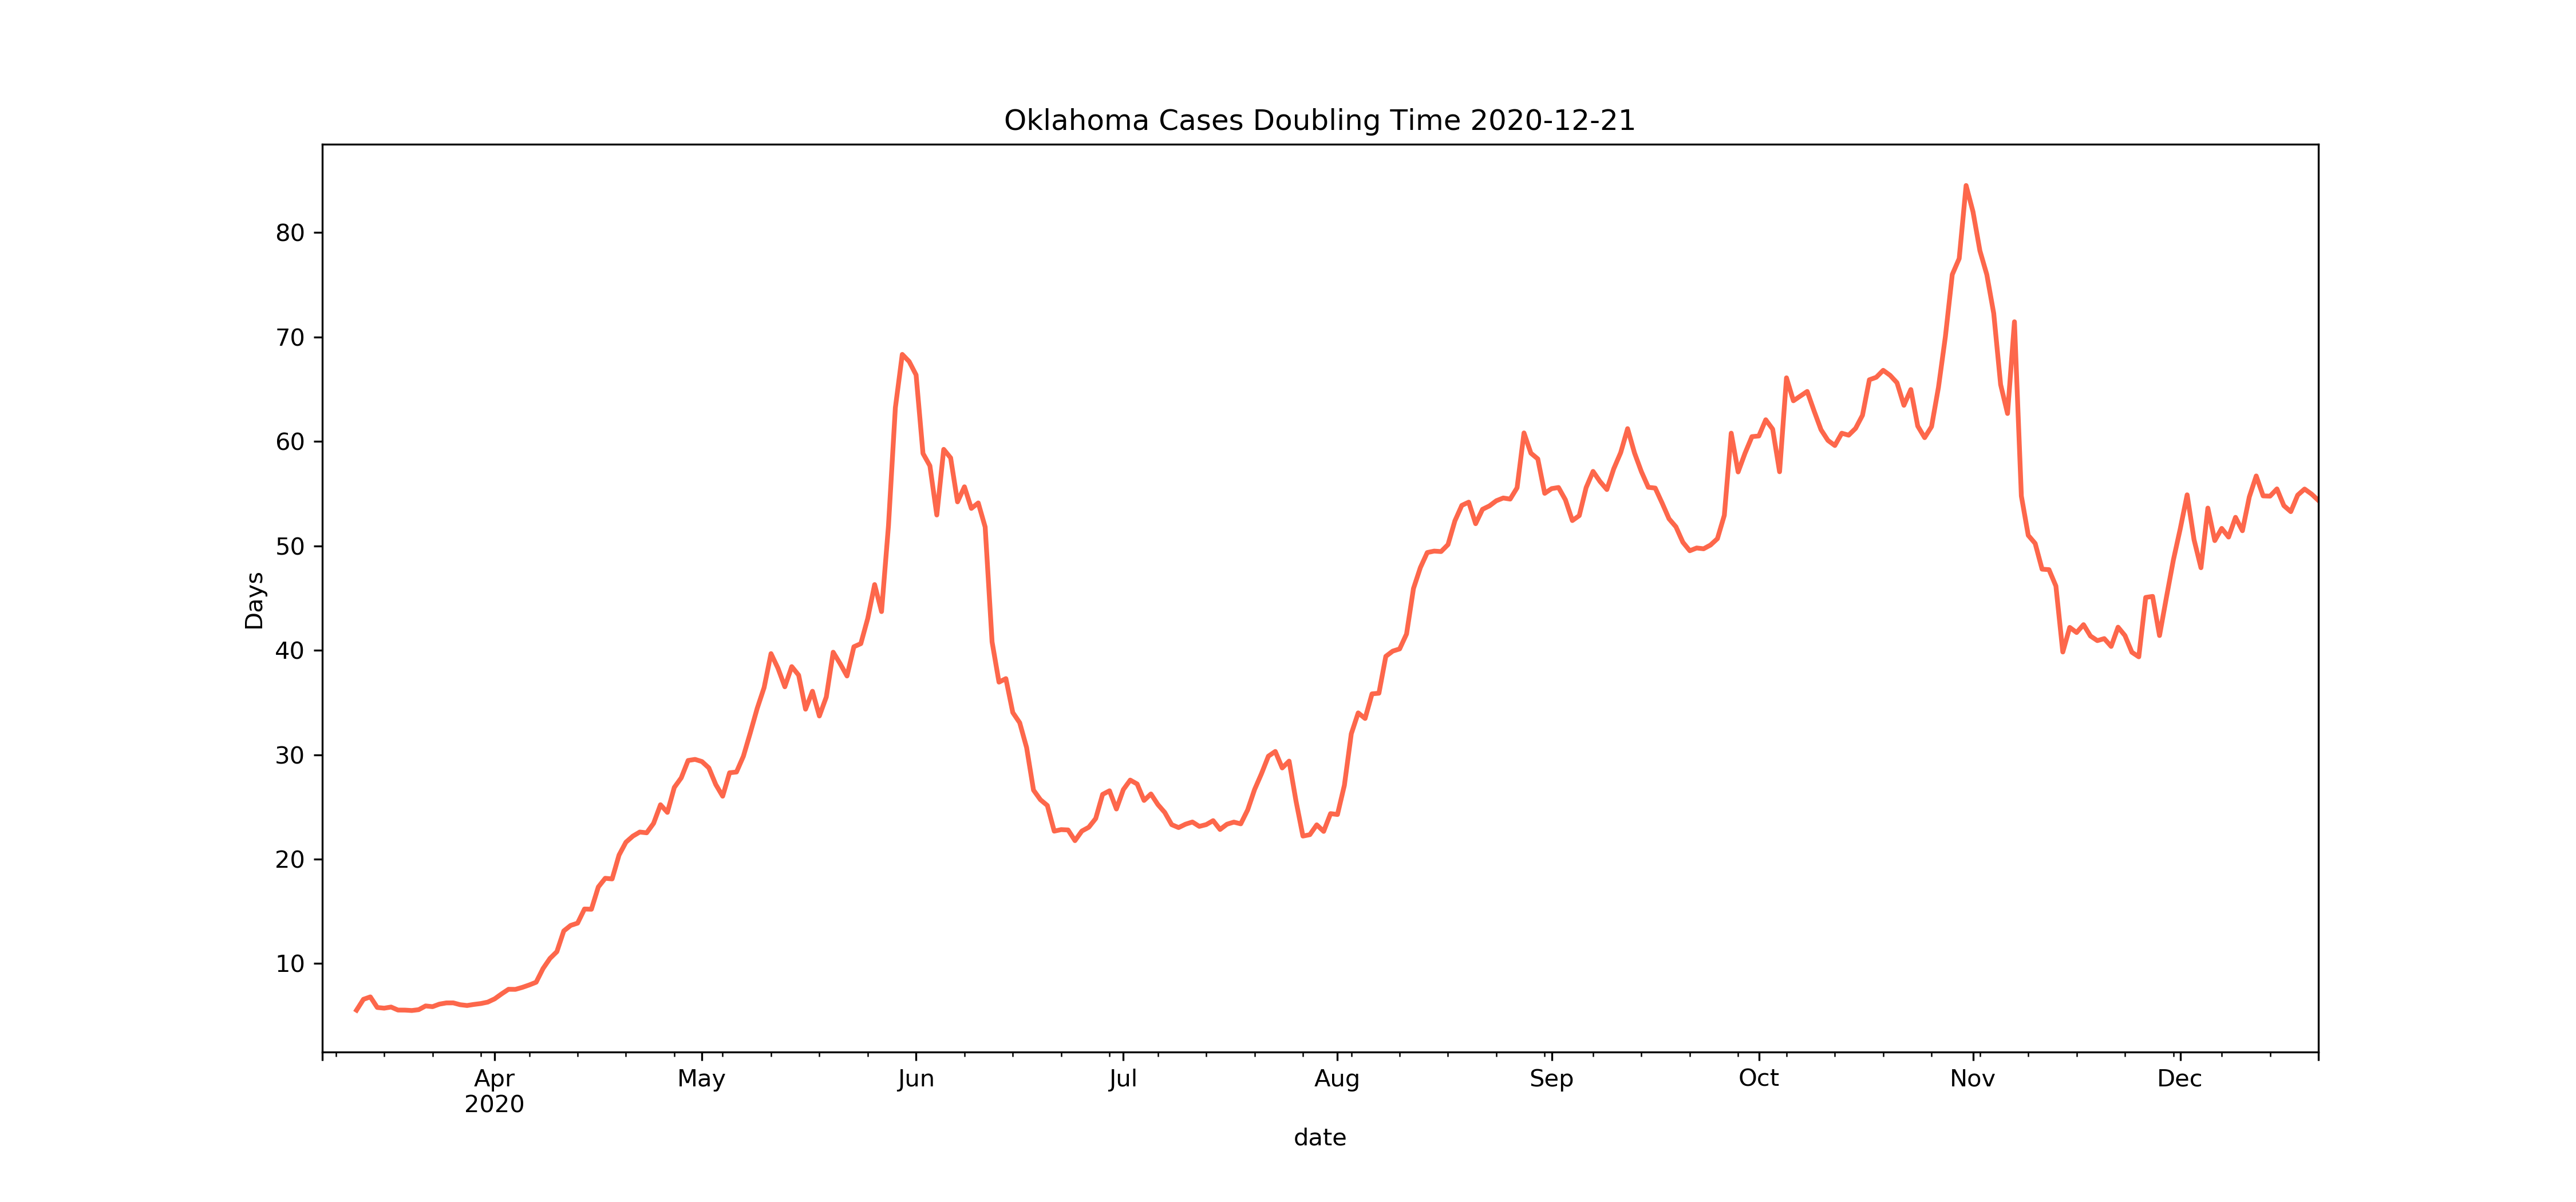 Oklahoma Cases Doubling Time 2020-12-21
80
70
60
50
40
30
20
10
Days
Apr May Jun Jul Aug Sep Oct Nov Dec
2020
date